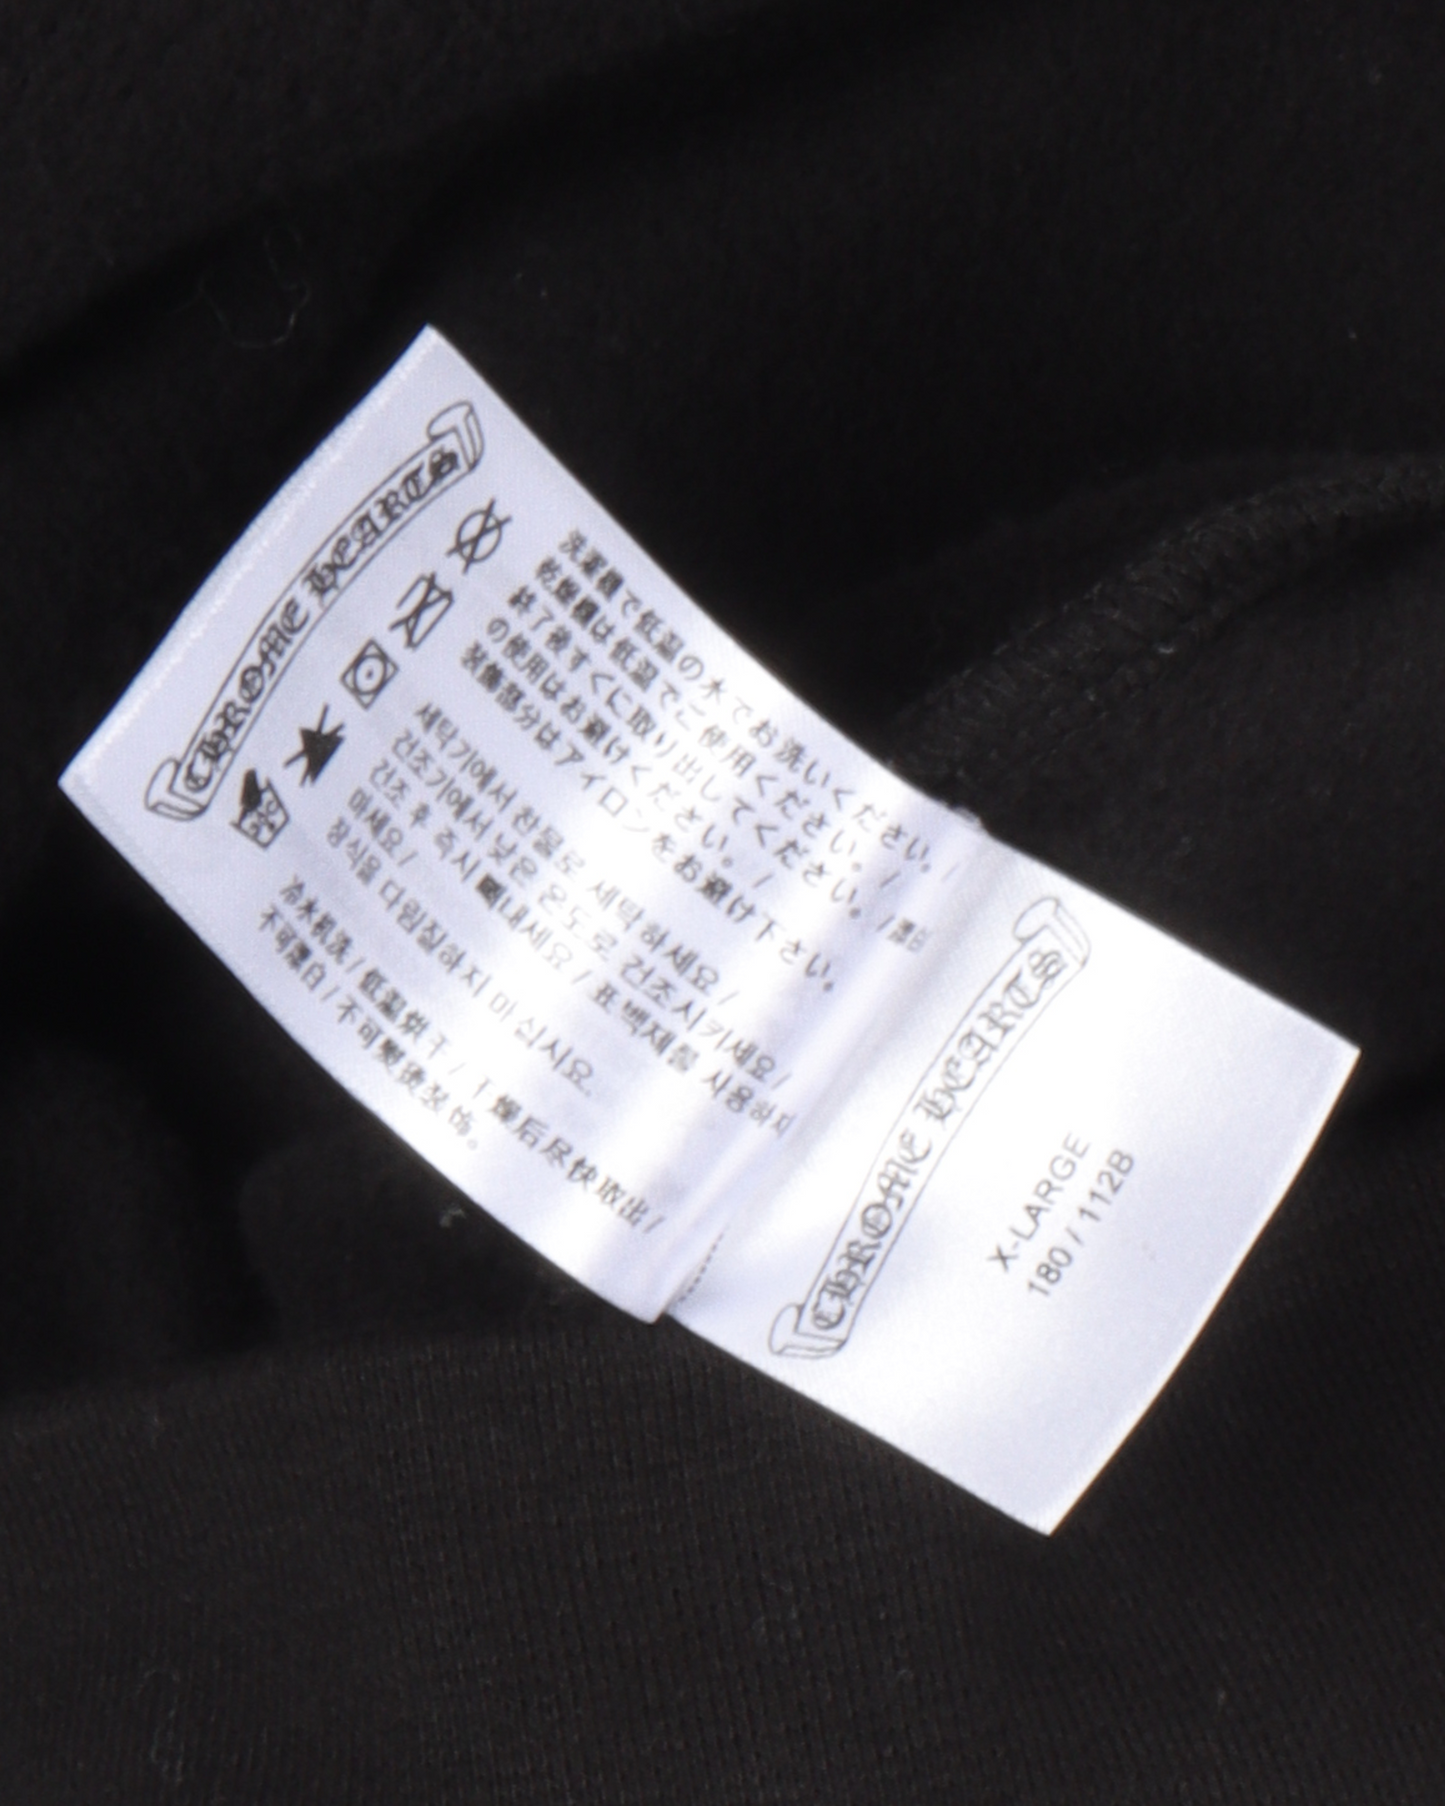 CHROME HEARTS
洗濯機で低温の水でお洗いください。/
乾燥機は低温でご使用ください。/
終了後すぐに取り出してください。/漂白
の使用はお避けください。/
装飾部分はアイロンをお避け下さい。
세탁기에서 찬물로 세탁하세요 /
건조기에서 낮은 온도로 건조시키세요 /
건조 후 즉시 꺼내세요 / 표백제를 사용하지
마세요 /
장식을 다림질하지 마십시요.
冷水机洗 / 低温烘干 / 干燥后尽快取出 /
不可漂白 / 不可熨烫装饰。
CHROME HEARTS
X-LARGE
180 / 112B